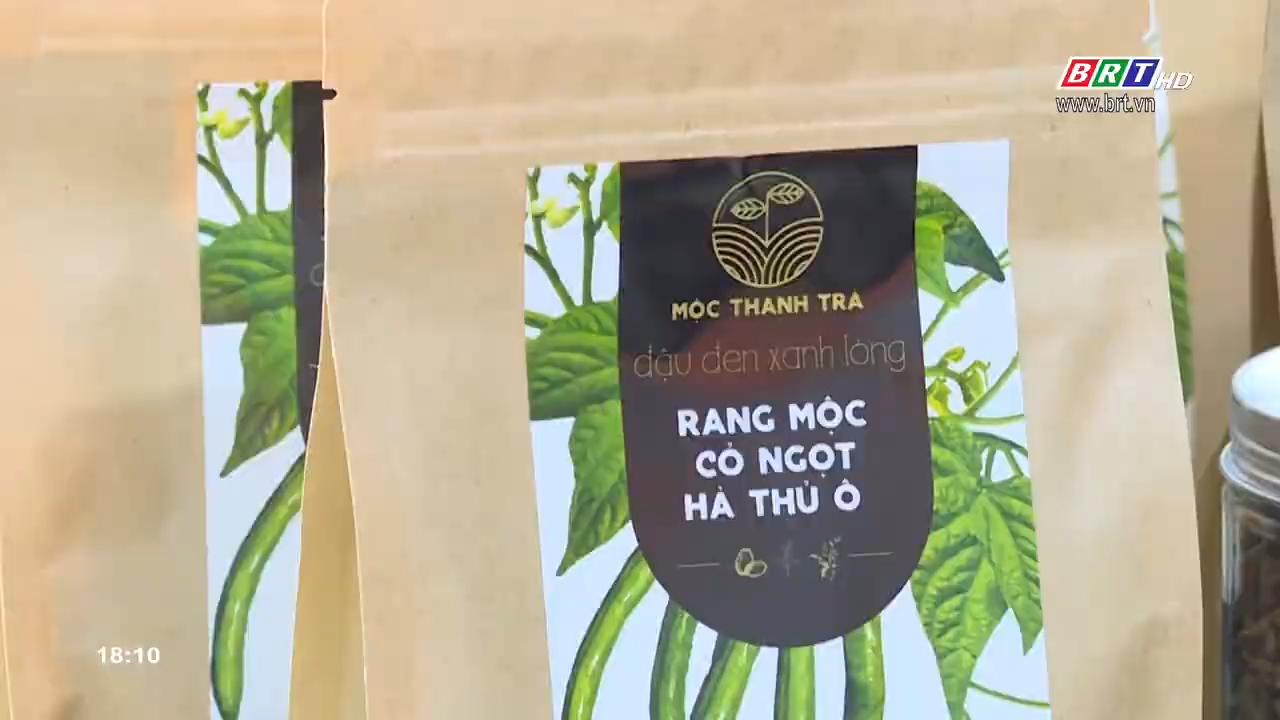 BRT HD
www.brt.vn
MỘC THANH TRÀ
đậu đen xanh lòng
RANG MỘC
CỎ NGỌT
HÀ THỦ Ô
18:10